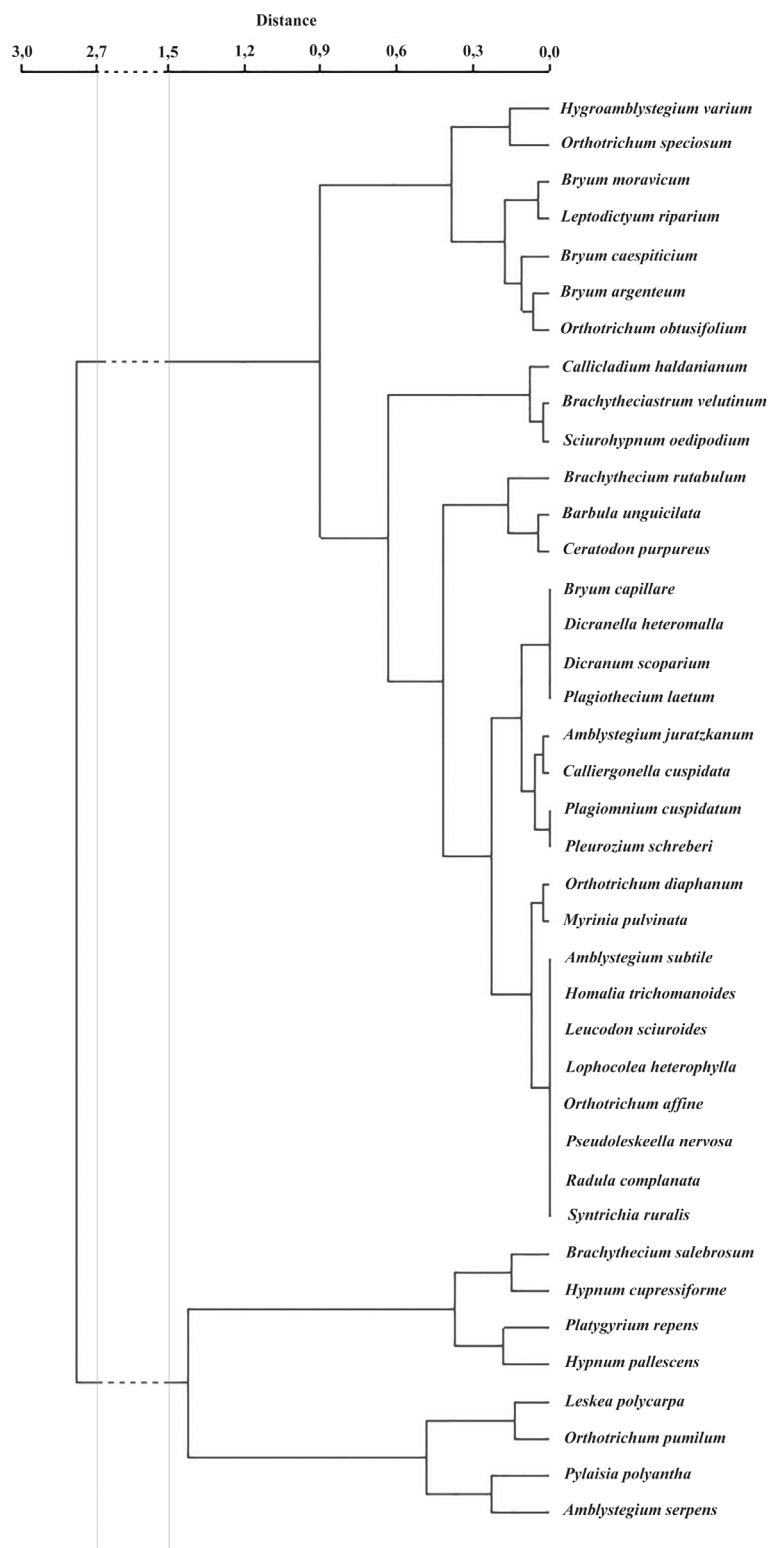 Distance
3,0 2,7 1,5 1,2 0,9 0,6 0,3 0,0
Hygroamblystegium varium
Orthotrichum speciosum
Bryum moravicum
Leptodictyum riparium
Bryum caespiticium
Bryum argenteum
Orthotrichum obtusifolium
Callicladium haldanianum
Brachytheciastrum velutinum
Sciurohypnum oedipodium
Brachythecium rutabulum
Barbula unguicilata
Ceratodon purpureus
Bryum capillare
Dicranella heteromalla
Dicranum scoparium
Plagiothecium laetum
Amblystegium juratzkanum
Calliergonella cuspidata
Plagiomnium cuspidatum
Pleurozium schreberi
Orthotrichum diaphanum
Myrinia pulvinata
Amblystegium subtile
Homalia trichomanoides
Leucodon sciuroides
Lophocolea heterophylla
Orthotrichum affine
Pseudoleskeella nervosa
Radula complanata
Syntrichia ruralis
Brachythecium salebrosum
Hypnum cupressiforme
Platygyrium repens
Hypnum pallescens
Leskea polycarpa
Orthotrichum pumilum
Pylaisia polyantha
Amblystegium serpens